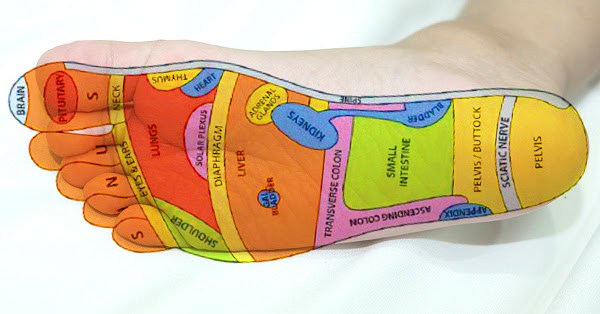 BRAIN
PITUITARY
S
U
N
S
NECK
EYES & EARS
THYMUS
HEART
LUNGS
SOLAR PLEXUS
SHOULDER
DIAPHRAGM
LIVER
GALL
BLADDER
ADRENAL
GLANDS
KIDNEYS
SPINE
BLADDER
TRANSVERSE COLON
SMALL
INTESTINE
ASCENDING COLON
APPENDIX
PELVIS / BUTTOCK
SCIATIC NERVE
PELVIS